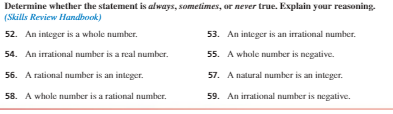 Determine whether the statement is always, sometimes, or never true. Explain your reasoning.
(Skills Review Handbook)
52. An integer is a whole number.
53. An integer is an irrational number.
54. An irrational number is a real number.
55. A whole number is negative.
56. A rational number is an integer.
57. A natural number is an integer.
58. A whole number is a rational number.
59. An irrational number is negative.